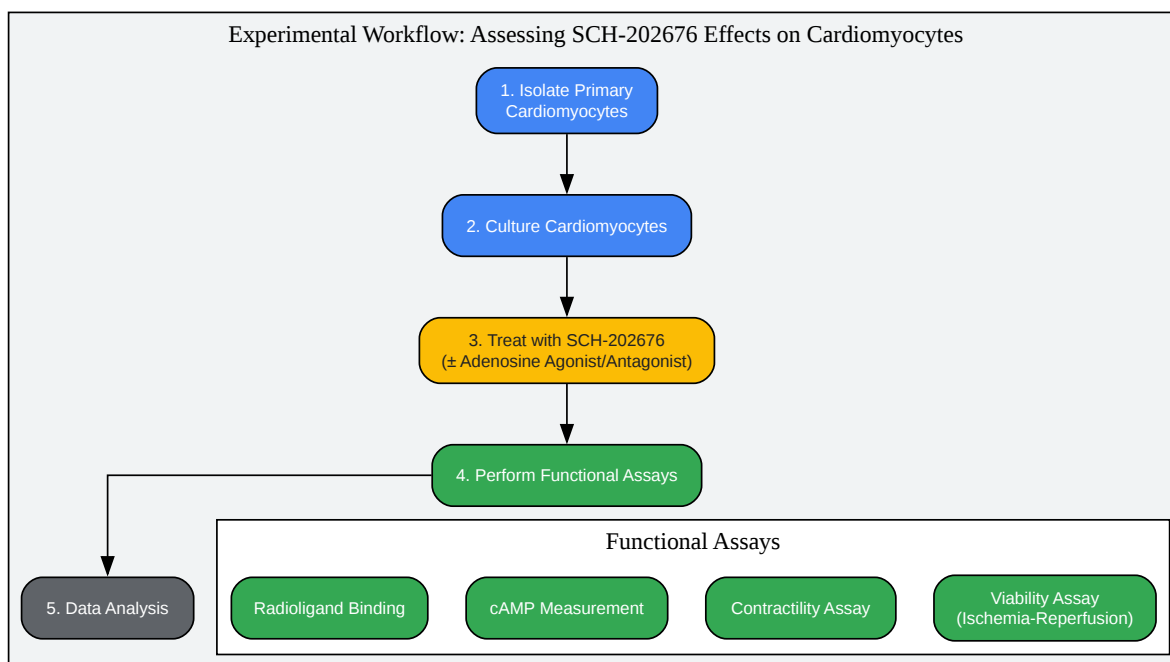 Experimental Workflow: Assessing SCH-202676 Effects on Cardiomyocytes
1. Isolate Primary
Cardiomyocytes
2. Culture Cardiomyocytes
3. Treat with SCH-202676
(± Adenosine Agonist/Antagonist)
4. Perform Functional Assays
Functional Assays
5. Data Analysis
Radioligand Binding
cAMP Measurement
Contractility Assay
Viability Assay
(Ischemia-Reperfusion)